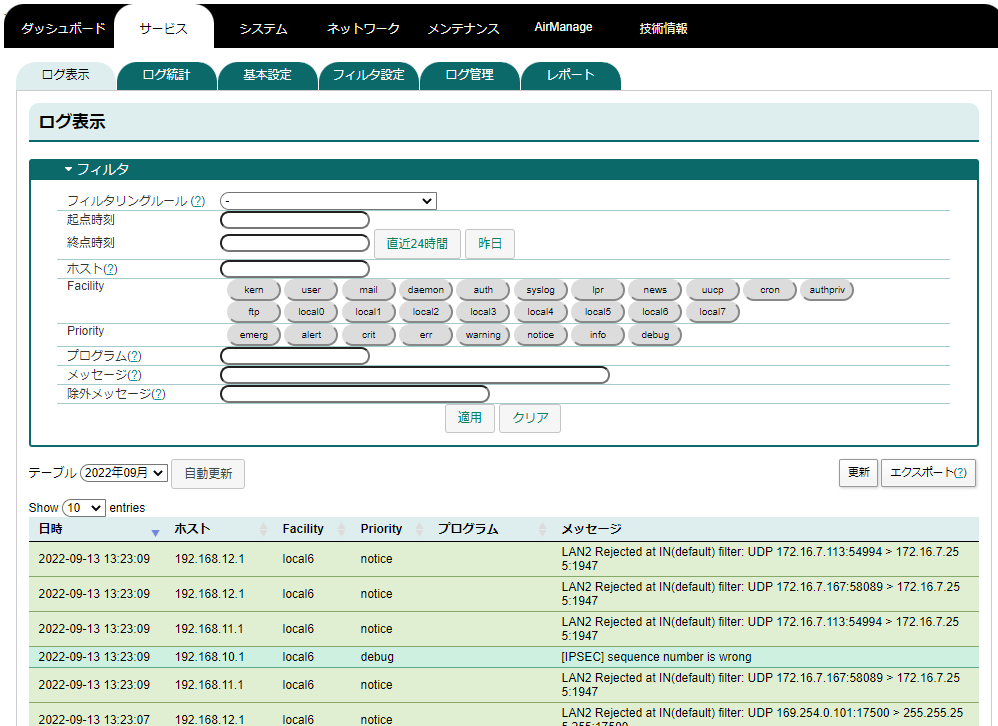 ダッシュボード サービス システム ネットワーク メンテナンス AirManage 技術情報
ログ表示 ログ統計 基本設定 フィルタ設定 ログ管理 レポート
ログ表示
フィルタ
フィルタリングルール (?) -
起点時刻
終点時刻 直近24時間 昨日
ホスト(?)
Facility kern user mail daemon auth syslog lpr news uucp cron authpriv
ftp local0 local1 local2 local3 local4 local5 local6 local7
Priority emerg alert crit err warning notice info debug
プログラム(?)
メッセージ(?)
除外メッセージ(?)
適用 クリア
テーブル 2022年09月 自動更新 更新 エクスポート(?)
Show 10 entries
日時 ホスト Facility Priority プログラム メッセージ
2022-09-13 13:23:09 192.168.12.1 local6 notice LAN2 Rejected at IN(default) filter: UDP 172.16.7.113:54994 > 172.16.7.25
5:1947
2022-09-13 13:23:09 192.168.12.1 local6 notice LAN2 Rejected at IN(default) filter: UDP 172.16.7.167:58089 > 172.16.7.25
5:1947
2022-09-13 13:23:09 192.168.11.1 local6 notice LAN2 Rejected at IN(default) filter: UDP 172.16.7.113:54994 > 172.16.7.25
5:1947
2022-09-13 13:23:09 192.168.10.1 local6 debug [IPSEC] sequence number is wrong
2022-09-13 13:23:09 192.168.11.1 local6 notice LAN2 Rejected at IN(default) filter: UDP 172.16.7.167:58089 > 172.16.7.25
5:1947
2022-09-13 13:23:07 192.168.12.1 local6 notice LAN2 Rejected at IN(default) filter: UDP 169.254.0.101:17500 > 255.255.25
5.255:17500